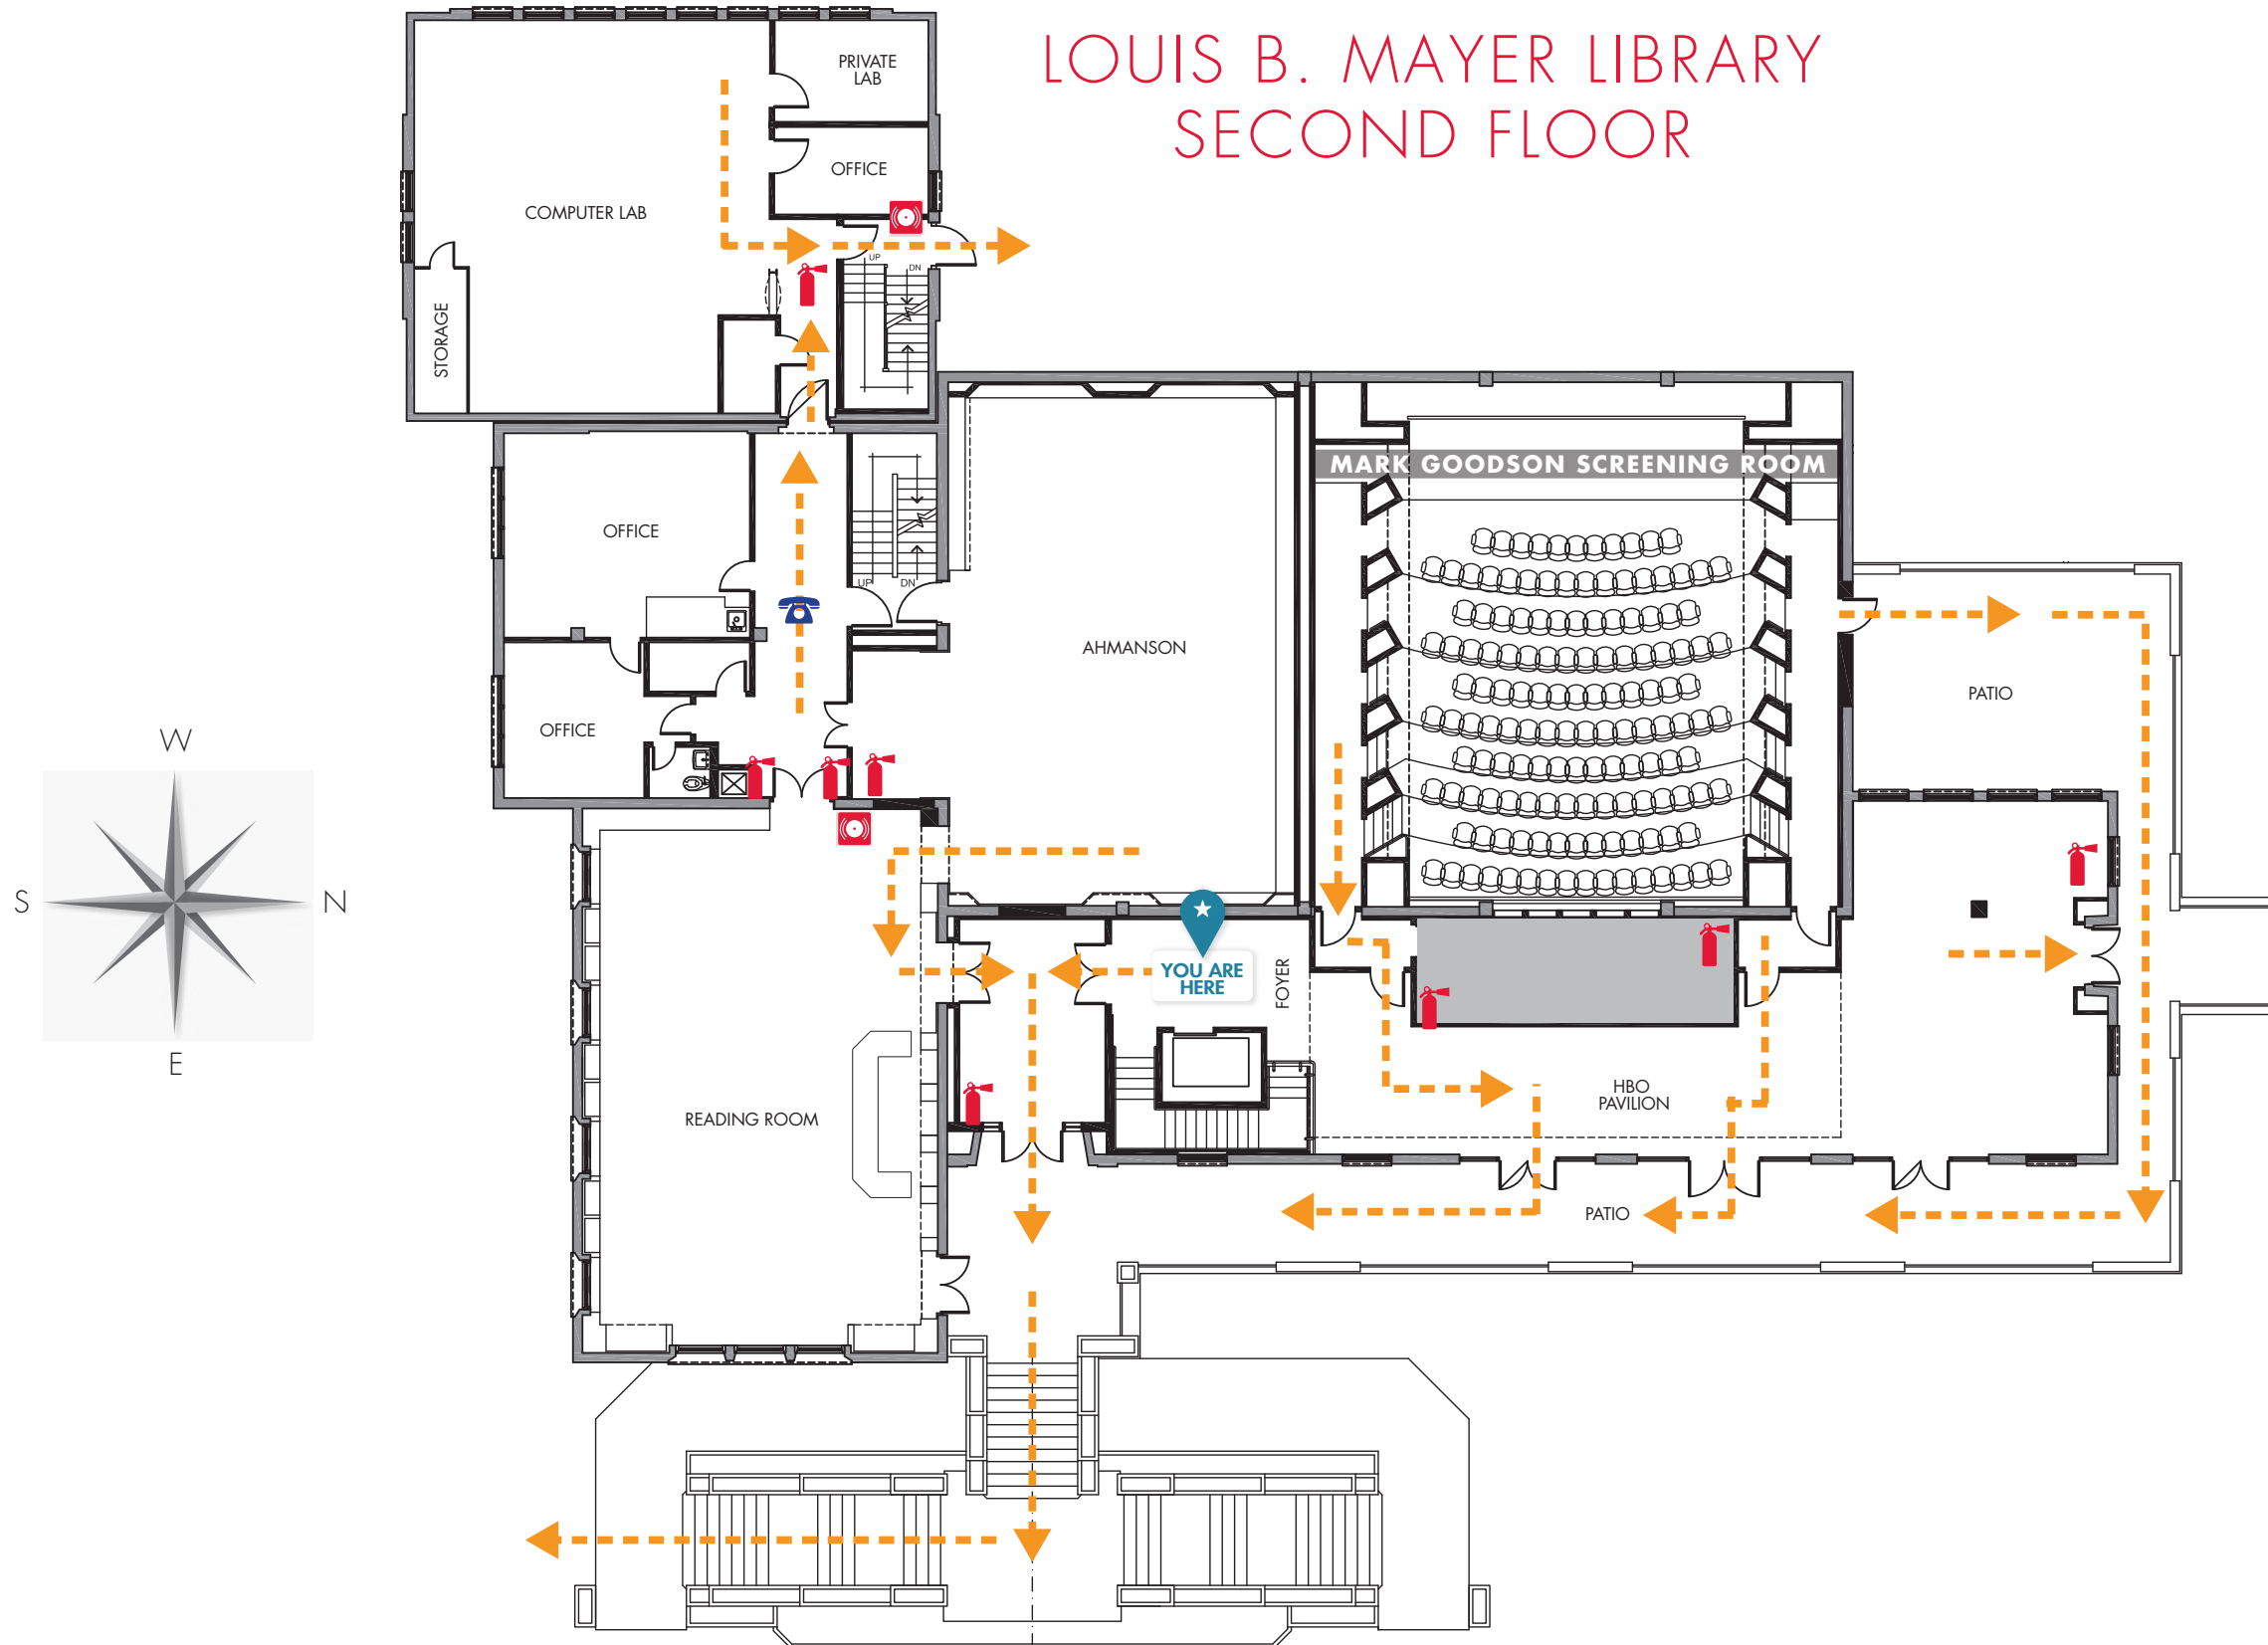 LOUIS B. MAYER LIBRARY
SECOND FLOOR
PRIVATE
LAB
OFFICE
COMPUTER LAB
UP
DN
STORAGE
MARK GOODSON SCREENING ROOM
OFFICE
UP
DN
AHMANSON
PATIO
OFFICE
W
S
N
E
YOU ARE
HERE
FOYER
HBO
PAVILION
READING ROOM
PATIO